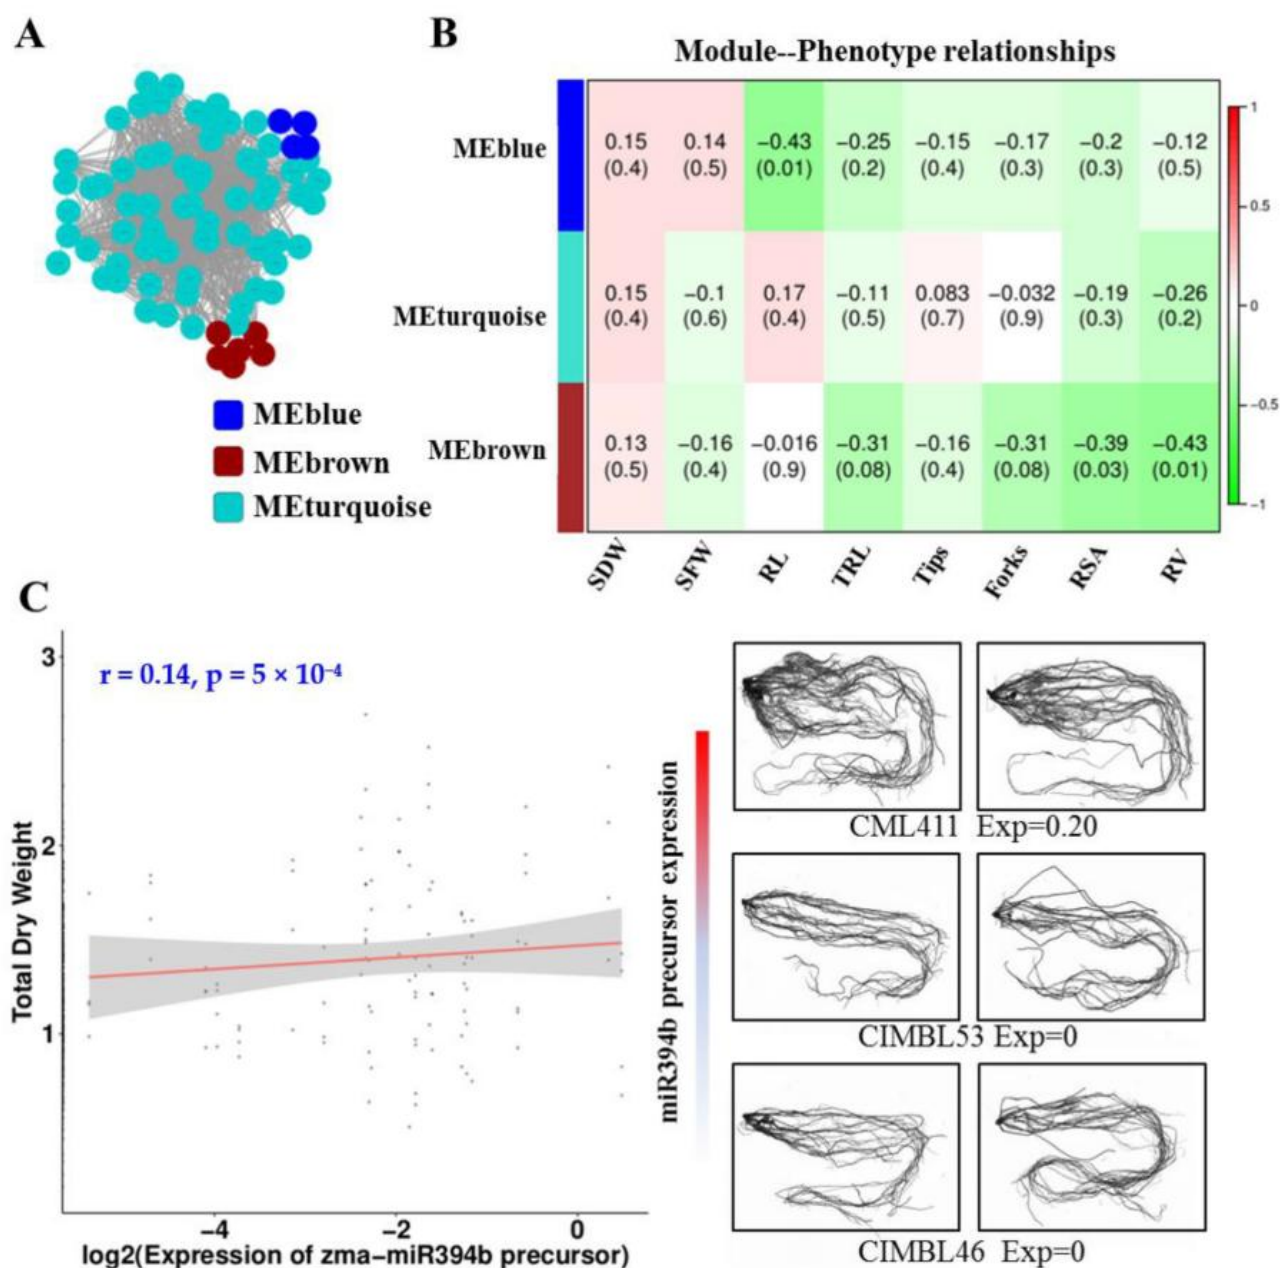 A
MEblue
MEbrown
MEturquoise
B
Module--Phenotype relationships
MEblue
0.15 0.14 −0.43 −0.25 −0.15 −0.17 −0.2 −0.12
(0.4) (0.5) (0.01) (0.2) (0.4) (0.3) (0.3) (0.5)
MEturquoise
0.15 −0.1 0.17 −0.11 0.083 −0.032 −0.19 −0.26
(0.4) (0.6) (0.4) (0.5) (0.7) (0.9) (0.3) (0.2)
MEbrown
0.13 −0.16 −0.016 −0.31 −0.16 −0.31 −0.39 −0.43
(0.5) (0.4) (0.9) (0.08) (0.4) (0.08) (0.03) (0.01)
SDW SFW RL TRL Tips Forks RSA RV
1
0.5
0
−0.5
−1
C
r = 0.14, p = 5 × 10⁻⁴
Total Dry Weight
3
2
1
−4 −2 0
log2(Expression of zma−miR394b precursor)
miR394b precursor expression
CML411 Exp=0.20
CIMBL53 Exp=0
CIMBL46 Exp=0